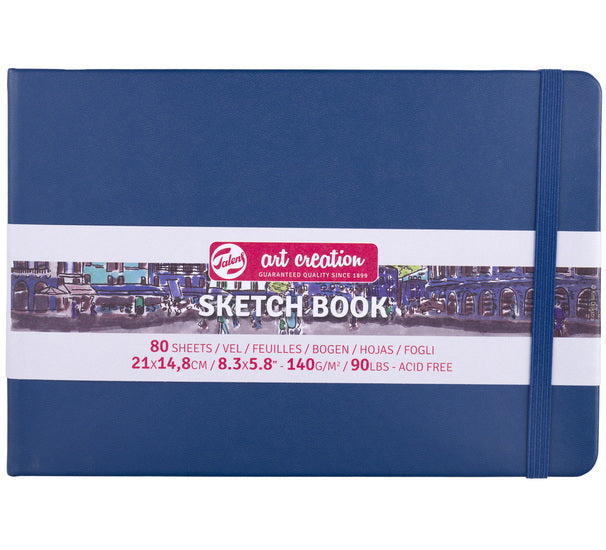 Talens
art creation
GUARANTEED QUALITY SINCE 1899
SKETCH BOOK
80 SHEETS / VEL / FEUILLES / BOGEN / HOJAS / FOGLI
21X14,8CM / 8.3X5.8" - 140G/M² / 90LBS - ACID FREE